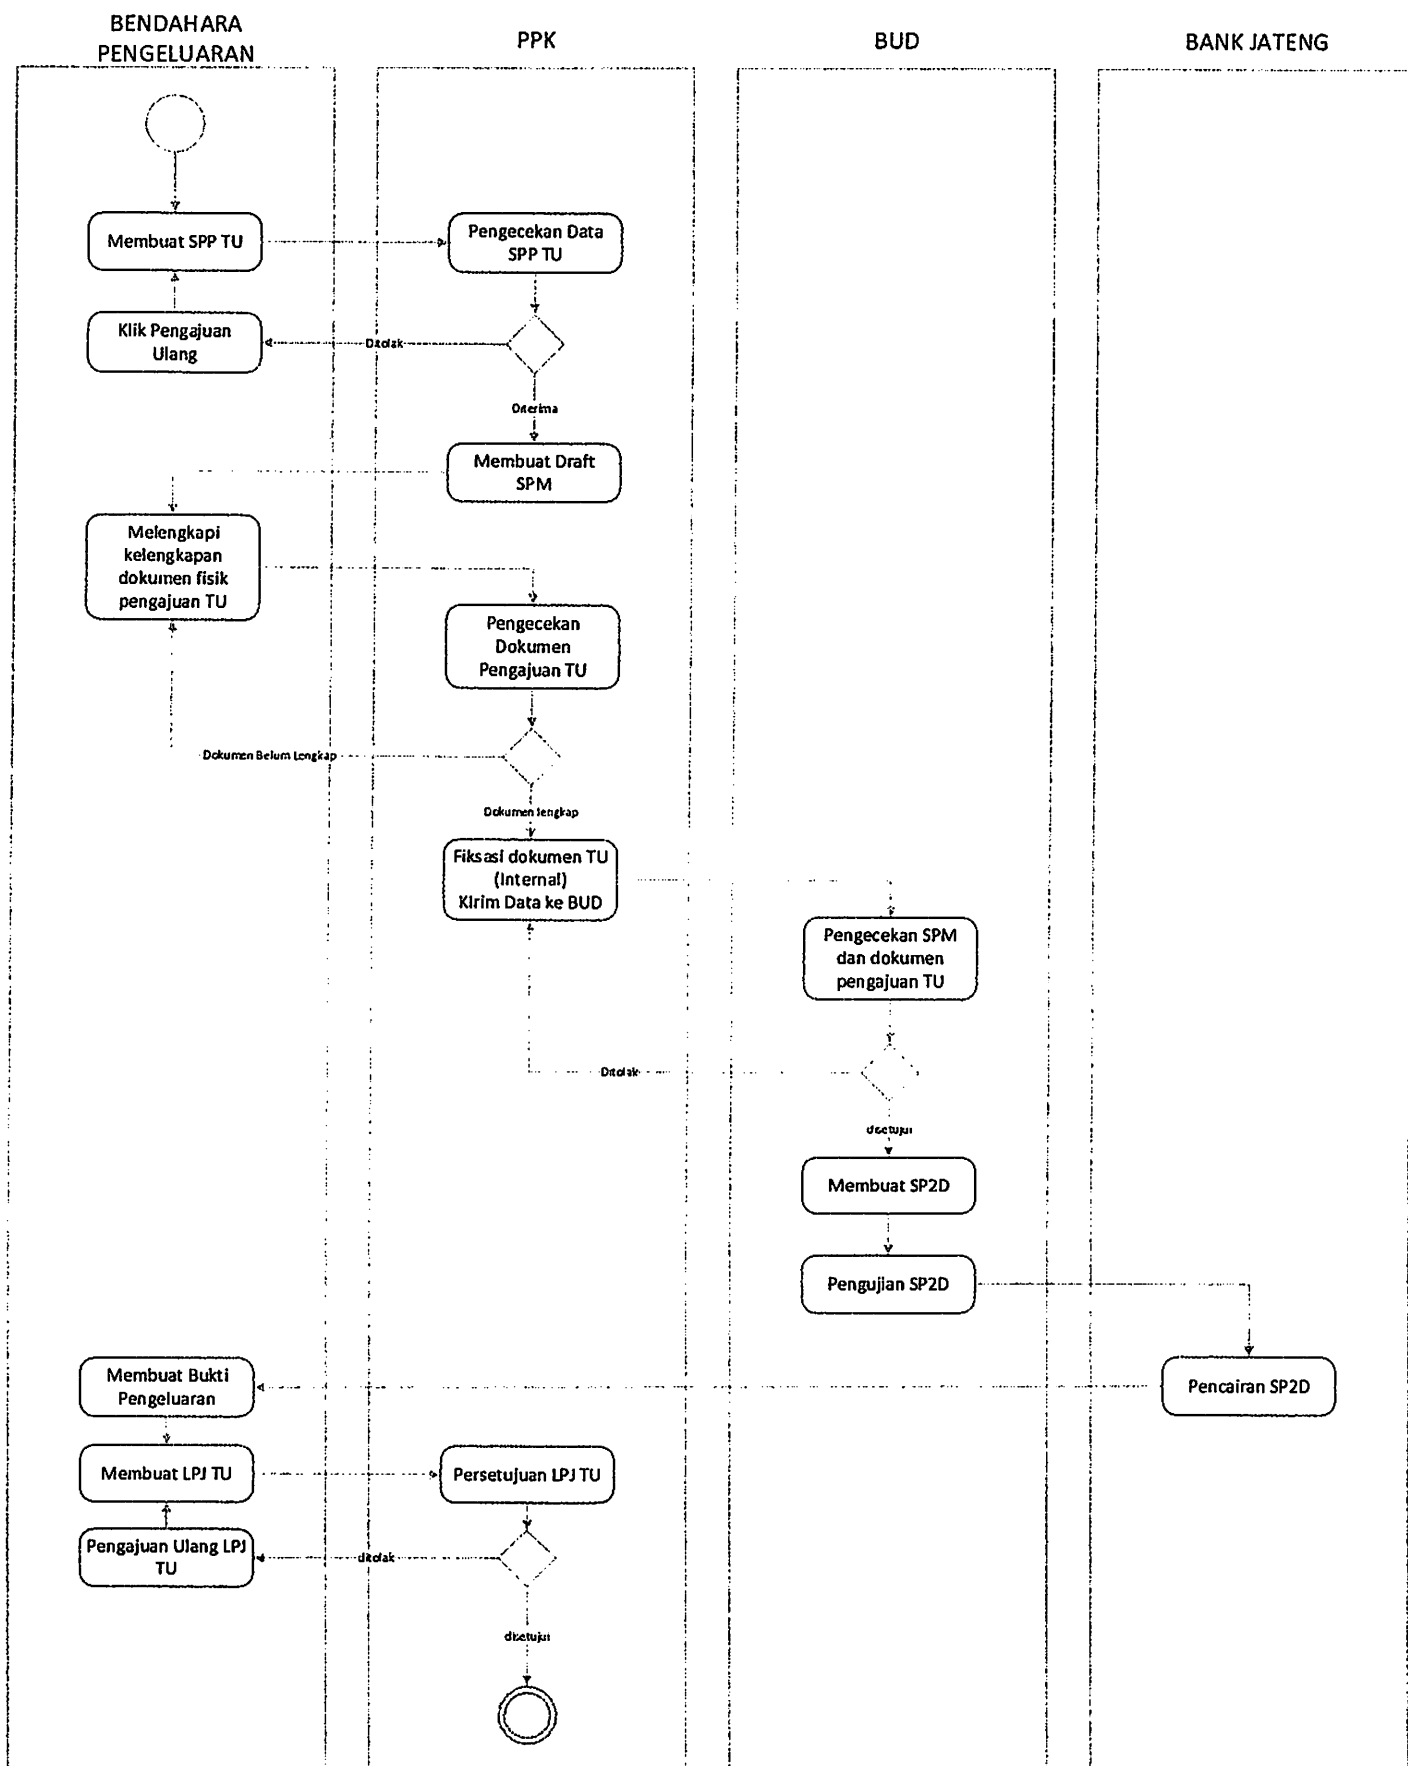 BENDAHARA
PENGELUARAN
PPK
BUD
BANK JATENG
Membuat SPP TU
Pengecekan Data
SPP TU
Klik Pengajuan
Ulang
Ditolak
Diterima
Membuat Draft
SPM
Melengkapi
kelengkapan
dokumen fisik
pengajuan TU
Pengecekan
Dokumen
Pengajuan TU
Dokumen Belum Lengkap
Dokumen lengkap
Fiksasi dokumen TU
(Internal)
Kirim Data ke BUD
Pengecekan SPM
dan dokumen
pengajuan TU
Ditolak
disetujui
Membuat SP2D
Pengujian SP2D
Membuat Bukti
Pengeluaran
Pencairan SP2D
Membuat LPJ TU
Persetujuan LPJ TU
Pengajuan Ulang LPJ
TU
ditolak
disetujui